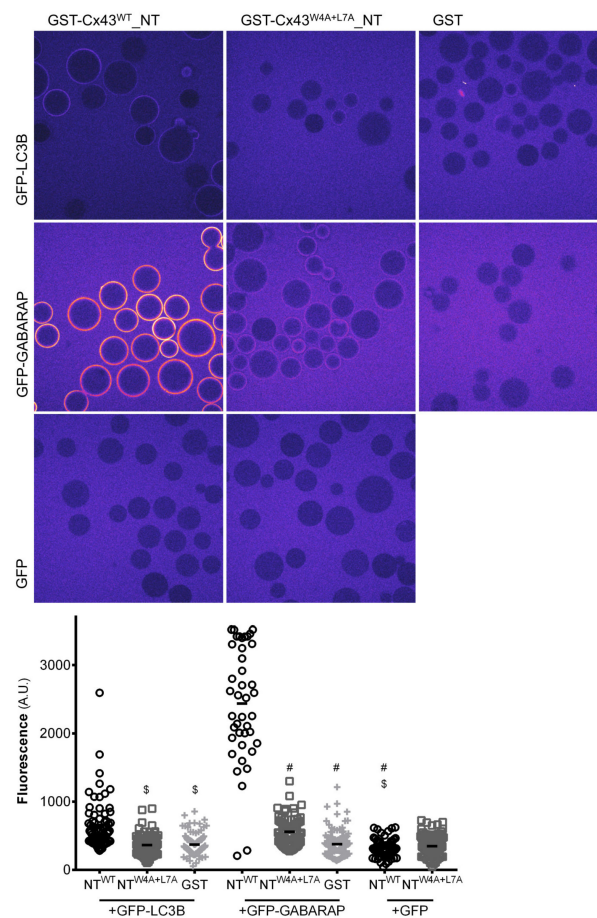 GST-Cx43WT_NT GST-Cx43W4A+L7A_NT GST
GFP-LC3B
GFP-GABARAP
GFP
Fluorescence (A.U.)
3000
2000
1000
0
$ $ # # #
$
NTWT NTW4A+L7A GST NTWT NTW4A+L7A GST NTWT NTW4A+L7A
+GFP-LC3B +GFP-GABARAP +GFP